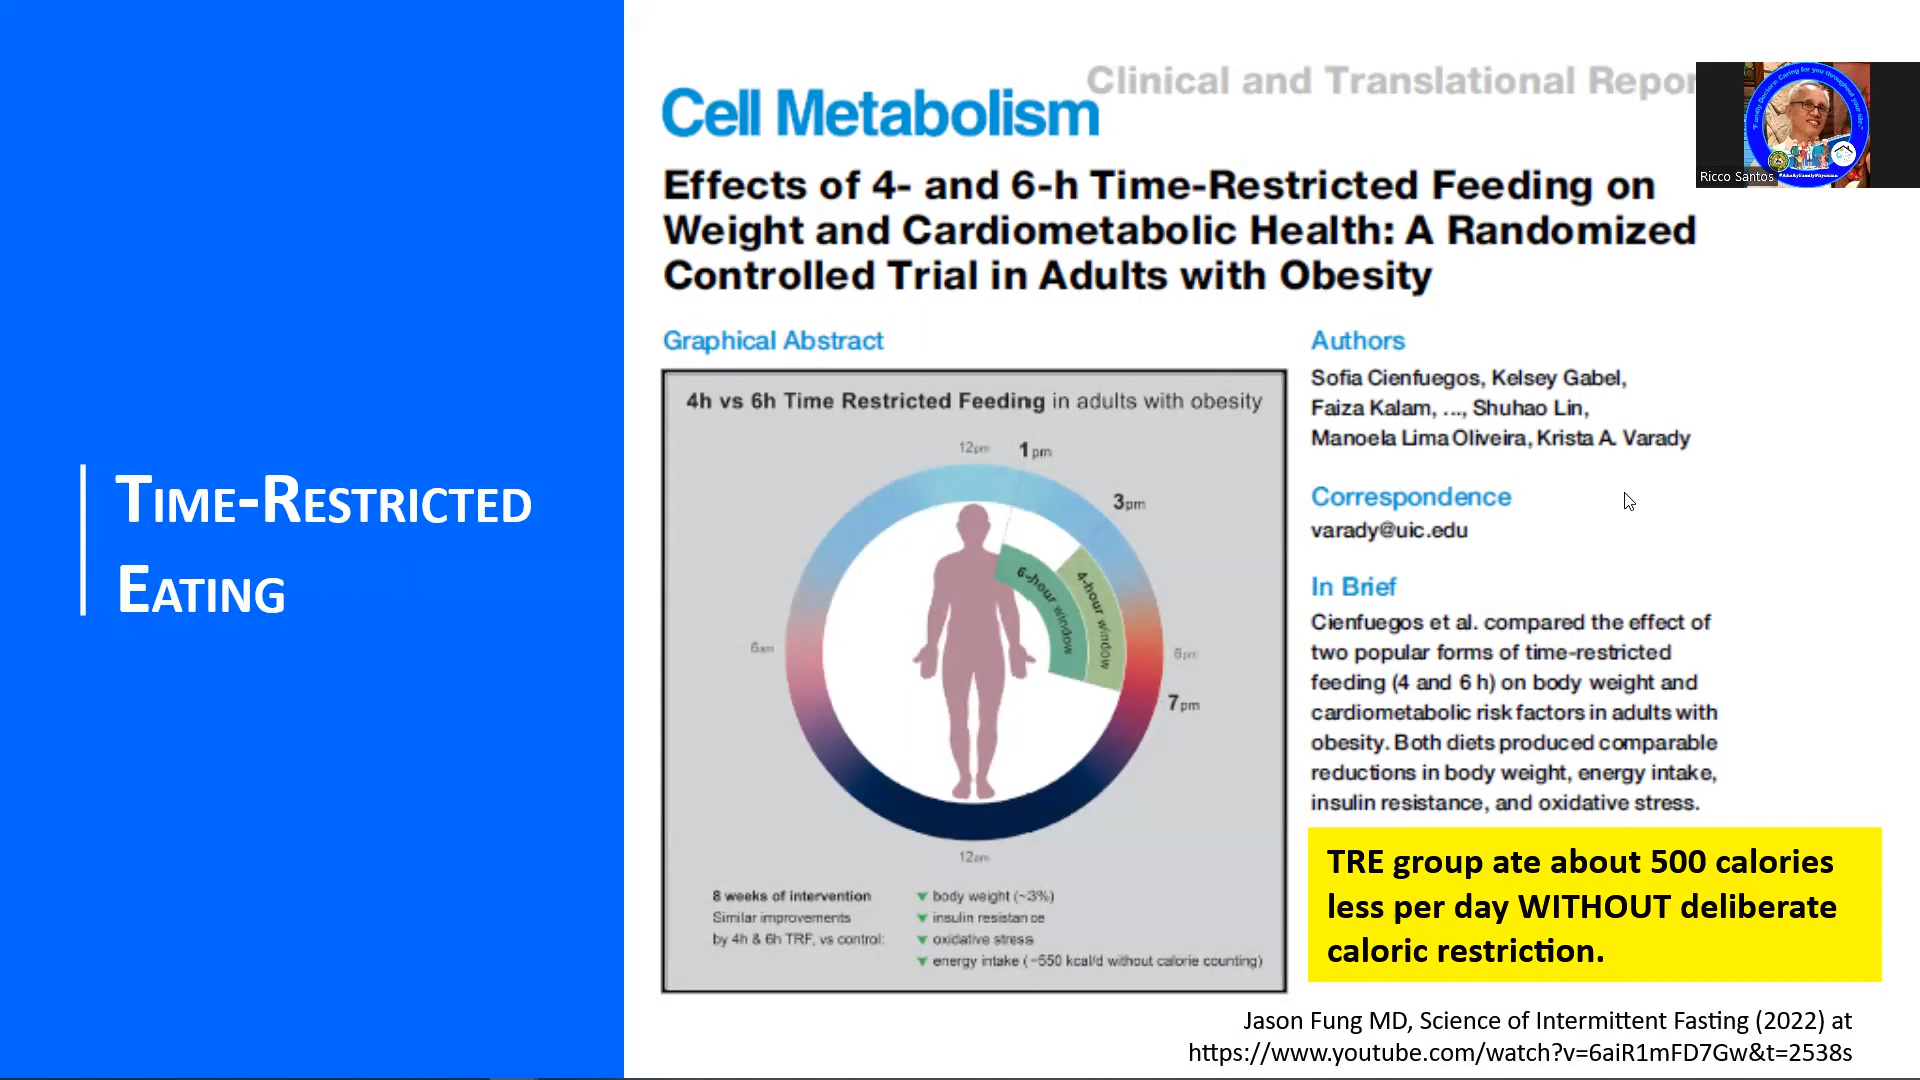 TIME-RESTRICTED
EATING
Clinical and Translational Repor
Cell Metabolism
Effects of 4- and 6-h Time-Restricted Feeding on
Weight and Cardiometabolic Health: A Randomized
Controlled Trial in Adults with Obesity
Graphical Abstract
4h vs 6h Time Restricted Feeding in adults with obesity
12pm
1pm
3pm
6-hour window
4-hour window
6am
6pm
7pm
12am
8 weeks of intervention
Similar improvements
by 4h & 6h TRF, vs control:
▼ body weight (~3%)
▼ insulin resistance
▼ oxidative stress
▼ energy intake (~550 kcal/d without calorie counting)
Authors
Sofia Cienfuegos, Kelsey Gabel,
Faiza Kalam, ..., Shuhao Lin,
Manoela Lima Oliveira, Krista A. Varady
Correspondence
varady@uic.edu
In Brief
Cienfuegos et al. compared the effect of
two popular forms of time-restricted
feeding (4 and 6 h) on body weight and
cardiometabolic risk factors in adults with
obesity. Both diets produced comparable
reductions in body weight, energy intake,
insulin resistance, and oxidative stress.
TRE group ate about 500 calories
less per day WITHOUT deliberate
caloric restriction.
Jason Fung MD, Science of Intermittent Fasting (2022) at
https://www.youtube.com/watch?v=6aiR1mFD7Gw&t=2538s
"Family Doctors: Caring for you throughout your life."
Ricco Santos